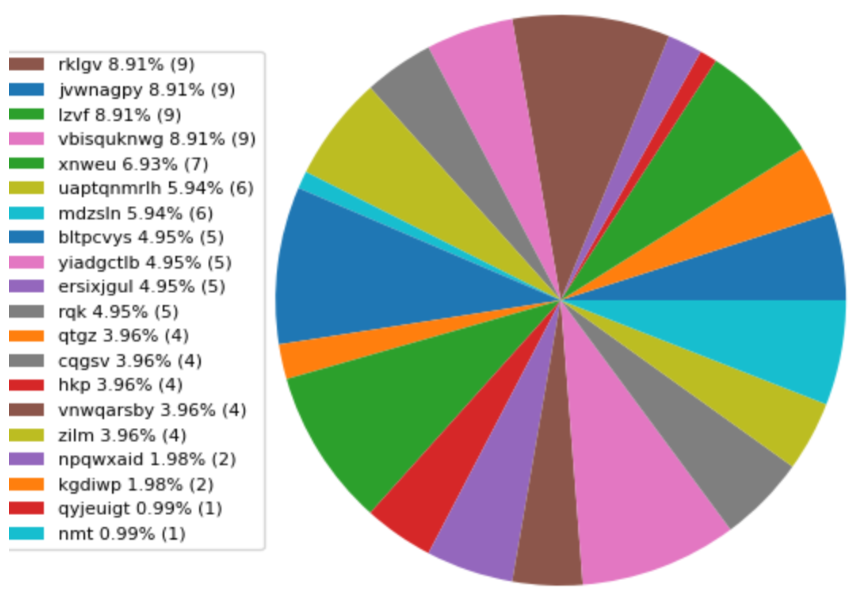 rklgv 8.91% (9)
jvwnagpy 8.91% (9)
lzvf 8.91% (9)
vbisquknwg 8.91% (9)
xnweu 6.93% (7)
uaptqnmrlh 5.94% (6)
mdzsln 5.94% (6)
bltpcvys 4.95% (5)
yiadgctlb 4.95% (5)
ersixjgul 4.95% (5)
rqk 4.95% (5)
qtgz 3.96% (4)
cqgsv 3.96% (4)
hkp 3.96% (4)
vnwqarsby 3.96% (4)
zilm 3.96% (4)
npqwxaid 1.98% (2)
kgdiwp 1.98% (2)
qyjeuigt 0.99% (1)
nmt 0.99% (1)